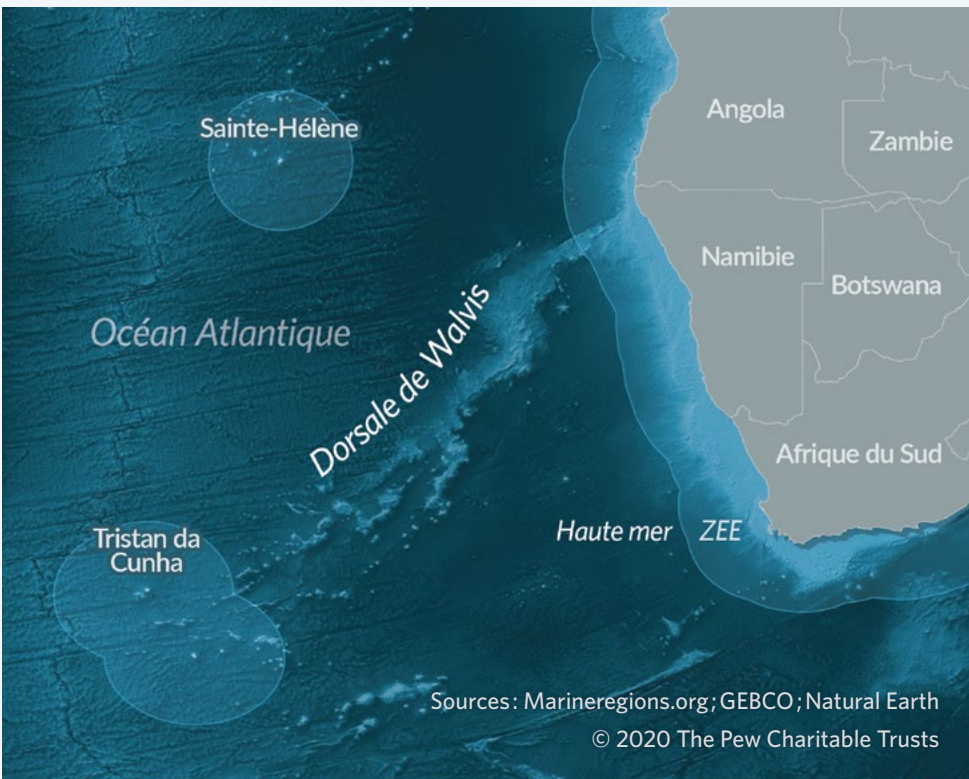 Angola
Sainte-Hélène
Zambie
Namibie
Botswana
Océan Atlantique
Dorsale de Walvis
Afrique du Sud
Haute mer
ZEE
Tristan da
Cunha
Sources : Marineregions.org ; GEBCO ; Natural Earth
© 2020 The Pew Charitable Trusts